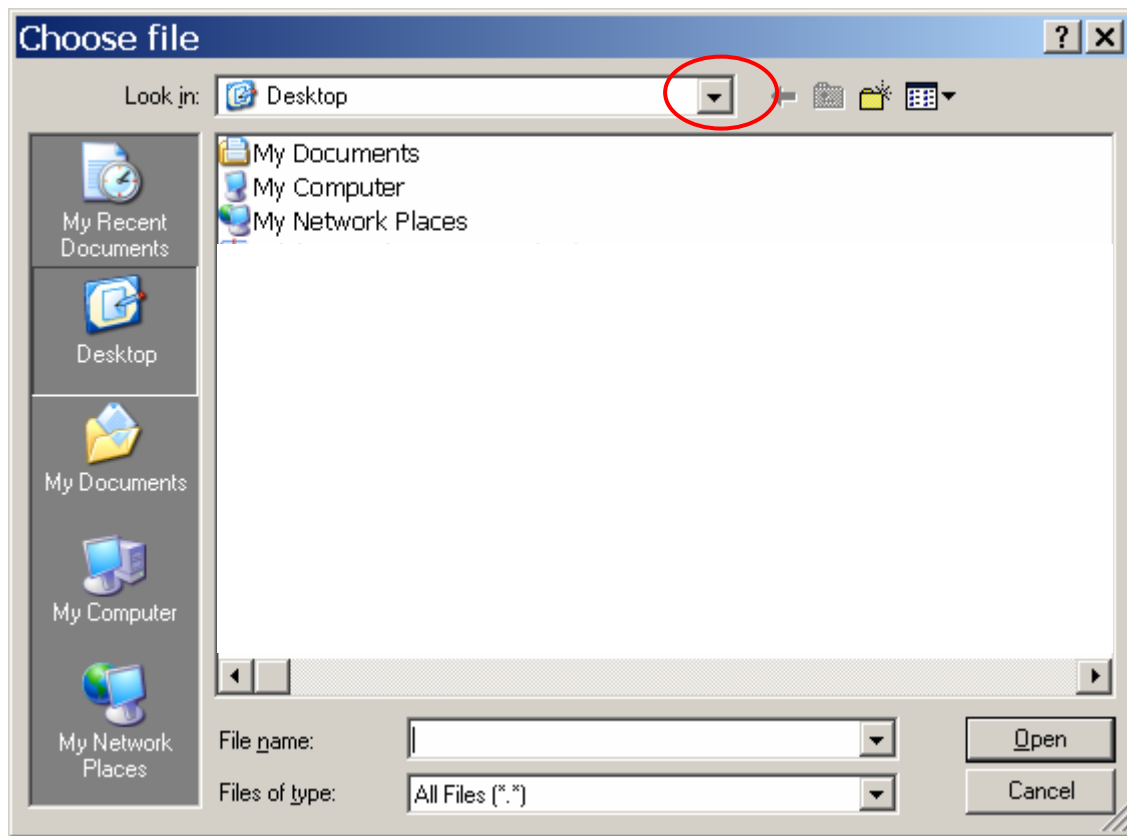 Choose file
Look in:
Desktop
My Documents
My Computer
My Network Places
My Recent
Documents
Desktop
My Documents
My Computer
My Network
Places
File name:
Open
Files of type:
All Files (*.*)
Cancel